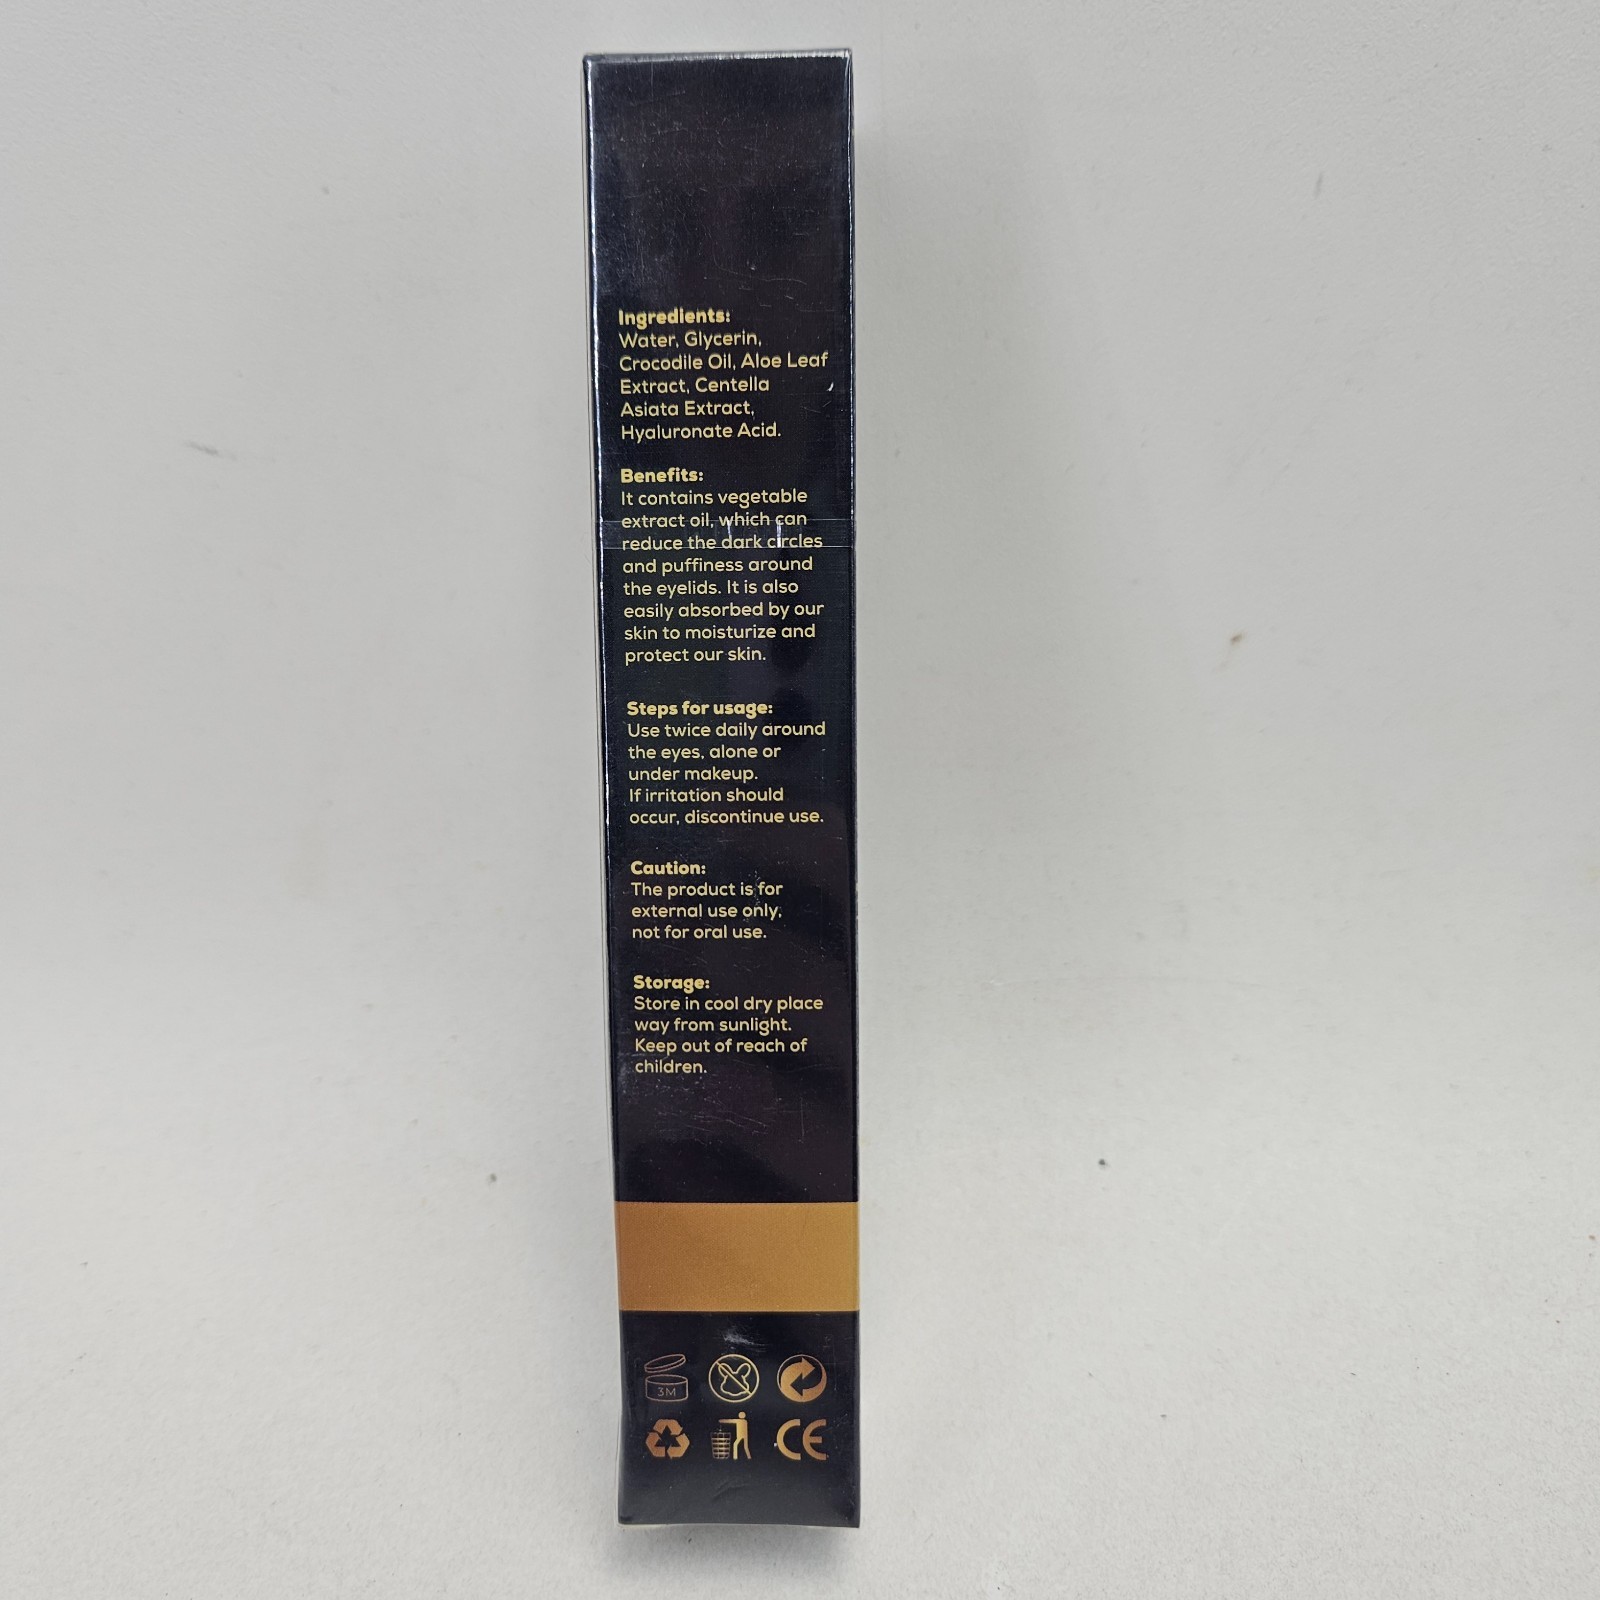 Ingredients:
Water, Glycerin,
Crocodile Oil, Aloe Leaf
Extract, Centella
Asiata Extract,
Hyaluronate Acid.
Benefits:
It contains vegetable
extract oil, which can
reduce the dark circles
and puffiness around
the eyelids. It is also
easily absorbed by our
skin to moisturize and
protect our skin.
Steps for usage:
Use twice daily around
the eyes, alone or
under makeup.
If irritation should
occur, discontinue use.
Caution:
The product is for
external use only,
not for oral use.
Storage:
Store in cool dry place
way from sunlight.
Keep out of reach of
children.
3M
CE